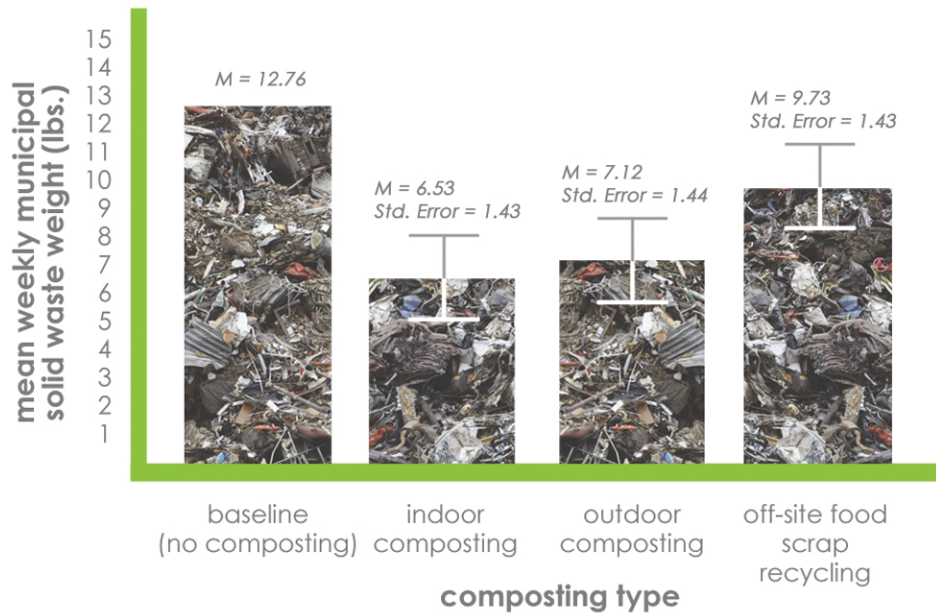 mean weekly municipal
solid waste weight (lbs.)
15
14
13
12
11
10
9
8
7
6
5
4
3
2
1
M = 12.76
M = 6.53
Std. Error = 1.43
M = 7.12
Std. Error = 1.44
M = 9.73
Std. Error = 1.43
baseline
(no composting)
indoor
composting
outdoor
composting
off-site food
scrap
recycling
composting type